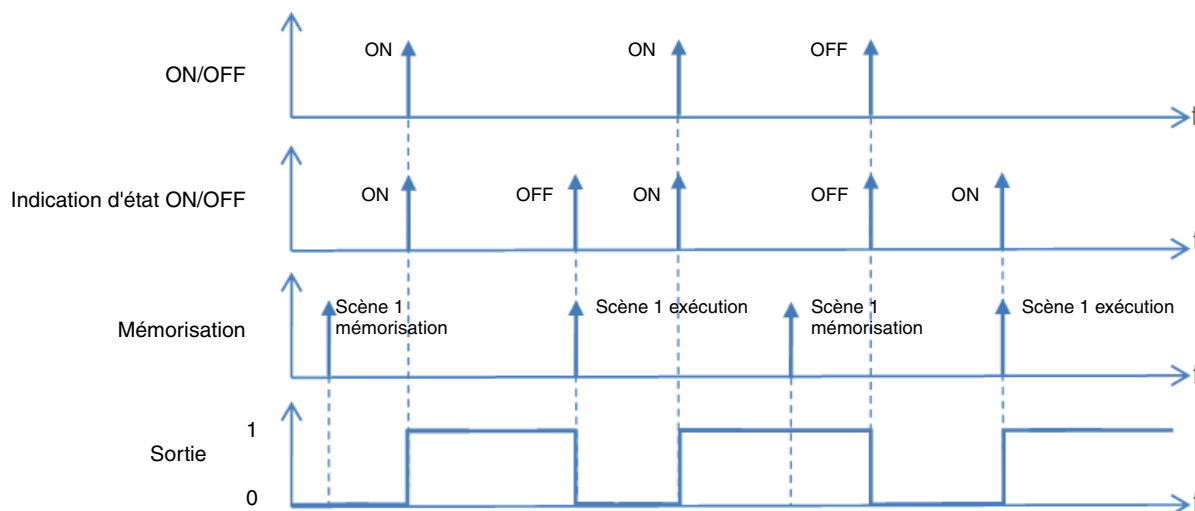 ON/OFF
ON
ON
OFF
t
Indication d'état ON/OFF
ON
OFF
ON
OFF
ON
t
Mémorisation
Scène 1
mémorisation
Scène 1 exécution
Scène 1
mémorisation
Scène 1 exécution
t
Sortie
1
0
t